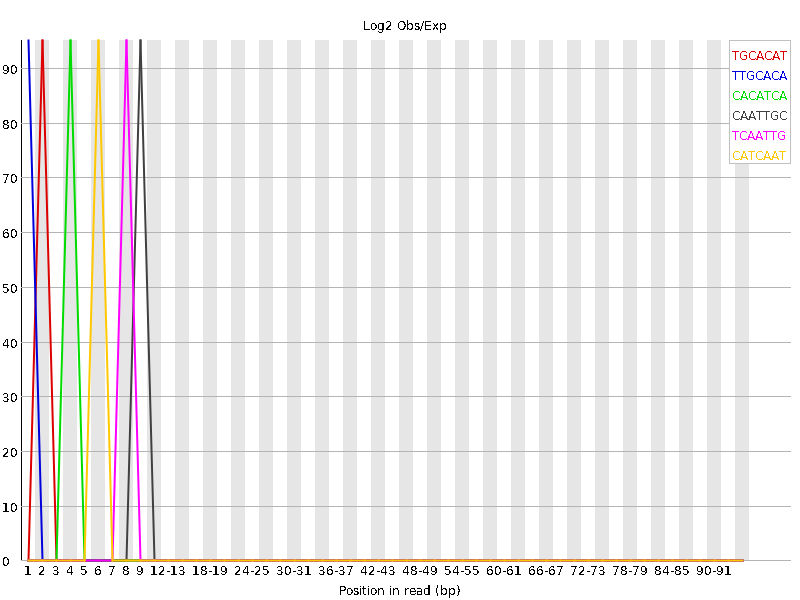 Log2 Obs/Exp
TGCACAT
TTGCACA
CACATCA
CAATTGC
TCAATTG
CATCAAT
90
80
70
60
50
40
30
20
10
0
1 2 3 4 5 6 7 8 9 12-13 18-19 24-25 30-31 36-37 42-43 48-49 54-55 60-61 66-67 72-73 78-79 84-85 90-91
Position in read (bp)